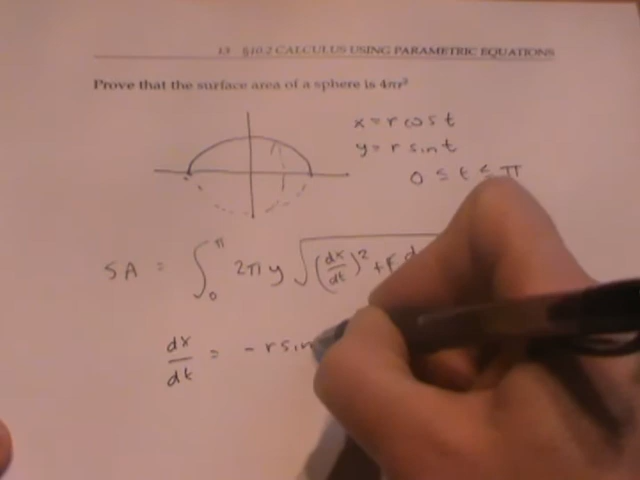 13 §10.2 CALCULUS USING PARAMETRIC EQUATIONS
Prove that the surface area of a sphere is 4πr²
x = r cos t
y = r sin t
0 ≤ t ≤ π
SA = ∫₀^π 2πy √(dx/dt)² + (d
dx/dt = - r sin